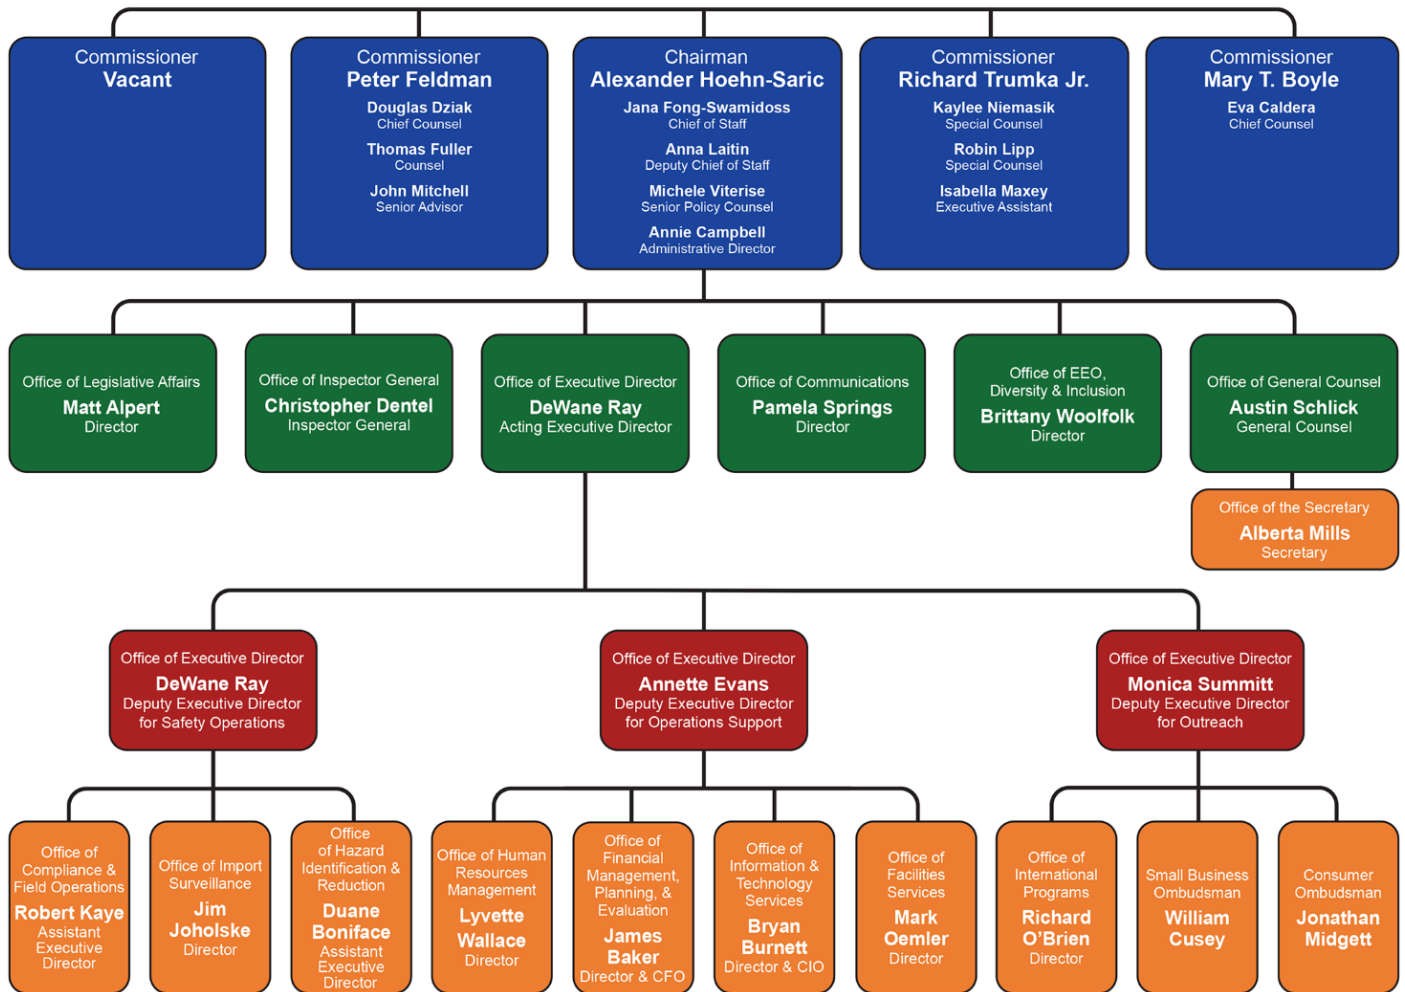 Commissioner
Vacant
Commissioner
Peter Feldman
Douglas Dziak
Chief Counsel
Thomas Fuller
Counsel
John Mitchell
Senior Advisor
Chairman
Alexander Hoehn-Saric
Jana Fong-Swamidoss
Chief of Staff
Anna Laitin
Deputy Chief of Staff
Michele Viterise
Senior Policy Counsel
Annie Campbell
Administrative Director
Commissioner
Richard Trumka Jr.
Kaylee Niemasik
Special Counsel
Robin Lipp
Special Counsel
Isabella Maxey
Executive Assistant
Commissioner
Mary T. Boyle
Eva Caldera
Chief Counsel
Office of Legislative Affairs
Matt Alpert
Director
Office of Inspector General
Christopher Dentel
Inspector General
Office of Executive Director
DeWane Ray
Acting Executive Director
Office of Communications
Pamela Springs
Director
Office of EEO,
Diversity & Inclusion
Brittany Woolfolk
Director
Office of General Counsel
Austin Schlick
General Counsel
Office of the Secretary
Alberta Mills
Secretary
Office of Executive Director
DeWane Ray
Deputy Executive Director
for Safety Operations
Office of Executive Director
Annette Evans
Deputy Executive Director
for Operations Support
Office of Executive Director
Monica Summitt
Deputy Executive Director
for Outreach
Office of
Compliance &
Field Operations
Robert Kaye
Assistant
Executive
Director
Office of Import
Surveillance
Jim
Joholske
Director
Office
of Hazard
Identification &
Reduction
Duane
Boniface
Assistant
Executive
Director
Office of Human
Resources
Management
Lyvette
Wallace
Director
Office of
Financial
Management,
Planning, &
Evaluation
James
Baker
Director & CFO
Office of
Information &
Technology
Services
Bryan
Burnett
Director & CIO
Office of
Facilities
Services
Mark
Oemler
Director
Office of
International
Programs
Richard
O'Brien
Director
Small Business
Ombudsman
William
Cusey
Consumer
Ombudsman
Jonathan
Midgett